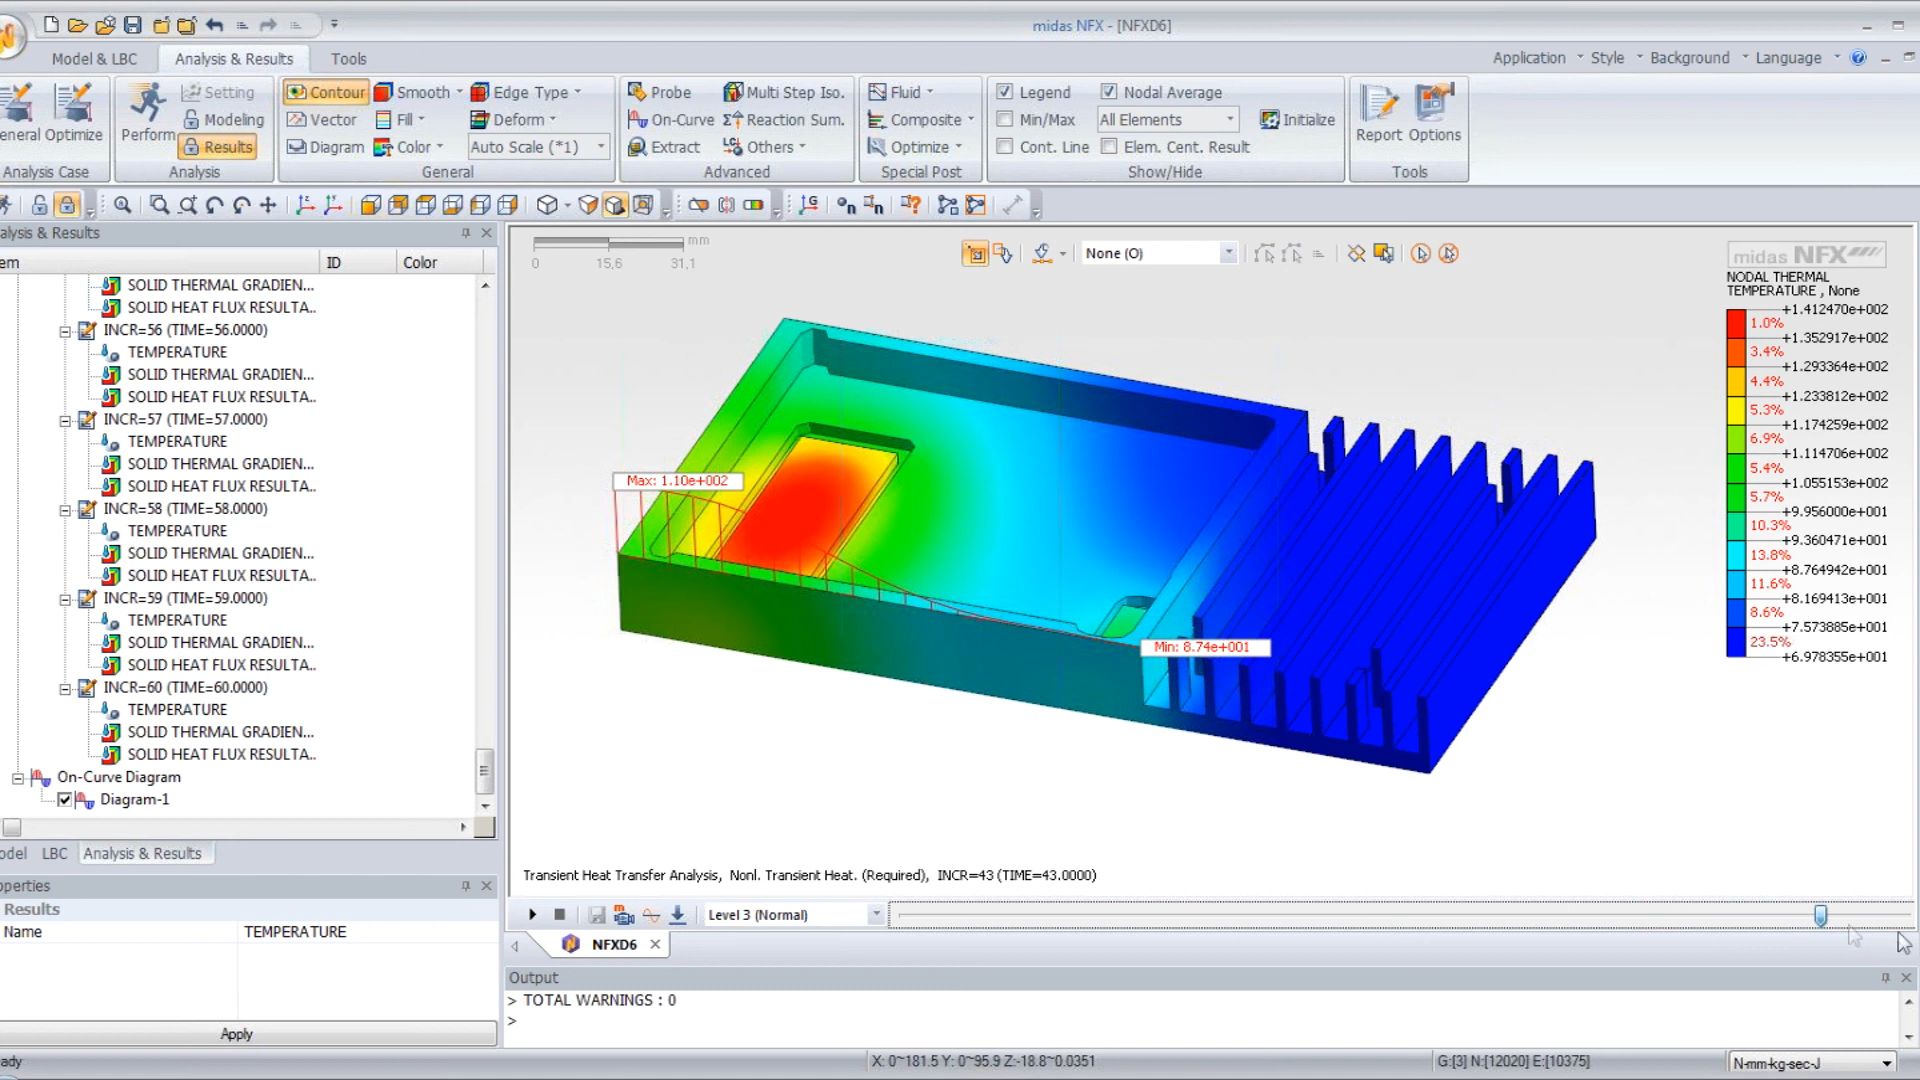 midas NFX - [NFXD6]
Model & LBC
Analysis & Results
Tools
Application
Style
Background
Language
General
Optimize
Analysis Case
Perform
Setting
Modeling
Results
Analysis
Contour
Smooth
Edge Type
Vector
Fill
Deform
Diagram
Color
Auto Scale (*1)
General
Probe
Multi Step Iso.
On-Curve
Reaction Sum.
Extract
Others
Advanced
Fluid
Composite
Optimize
Special Post
Legend
Nodal Average
Min/Max
All Elements
Initialize
Cont. Line
Elem. Cent. Result
Show/Hide
Report
Options
Tools
alysis & Results
em
ID
Color
SOLID THERMAL GRADIEN...
SOLID HEAT FLUX RESULTA..
INCR=56 (TIME=56.0000)
TEMPERATURE
SOLID THERMAL GRADIEN...
SOLID HEAT FLUX RESULTA..
INCR=57 (TIME=57.0000)
TEMPERATURE
SOLID THERMAL GRADIEN...
SOLID HEAT FLUX RESULTA..
INCR=58 (TIME=58.0000)
TEMPERATURE
SOLID THERMAL GRADIEN...
SOLID HEAT FLUX RESULTA..
INCR=59 (TIME=59.0000)
TEMPERATURE
SOLID THERMAL GRADIEN...
SOLID HEAT FLUX RESULTA..
INCR=60 (TIME=60.0000)
TEMPERATURE
SOLID THERMAL GRADIEN...
SOLID HEAT FLUX RESULTA..
On-Curve Diagram
Diagram-1
odel
LBC
Analysis & Results
operties
Results
Name
TEMPERATURE
Apply
mm
0
15,6
31,1
None (O)
midas NFX
NODAL THERMAL
TEMPERATURE , None
+1.412470e+002
1.0%
+1.352917e+002
3.4%
+1.293364e+002
4.4%
+1.233812e+002
5.3%
+1.174259e+002
6.9%
+1.114706e+002
5.4%
+1.055153e+002
5.7%
+9.956000e+001
10.3%
+9.360471e+001
13.8%
+8.764942e+001
11.6%
+8.169413e+001
8.6%
+7.573885e+001
23.5%
+6.978355e+001
Max: 1.10e+002
Min: 8.74e+001
Transient Heat Transfer Analysis, Nonl. Transient Heat. (Required), INCR=43 (TIME=43.0000)
Level 3 (Normal)
NFXD6
Output
> TOTAL WARNINGS : 0
>
ady
X: 0~181.5 Y: 0~95.9 Z:-18.8~0.0351
G:[3] N:[12020] E:[10375]
N-mm-kg-sec-J